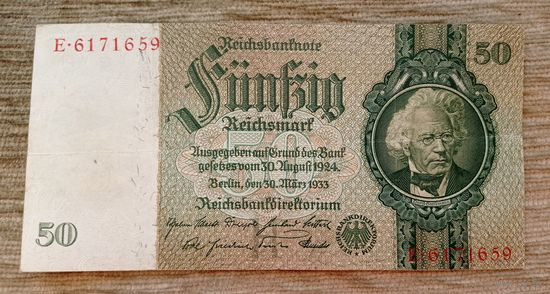 E·6171659
Reichsbanknote
50
Fünfzig
Reichsmark
Ausgegeben auf Grund des Bank-
gesetzes vom 30. August 1924.
Berlin, den 30. März 1933
Reichsbankdirektorium
50
E·6171659